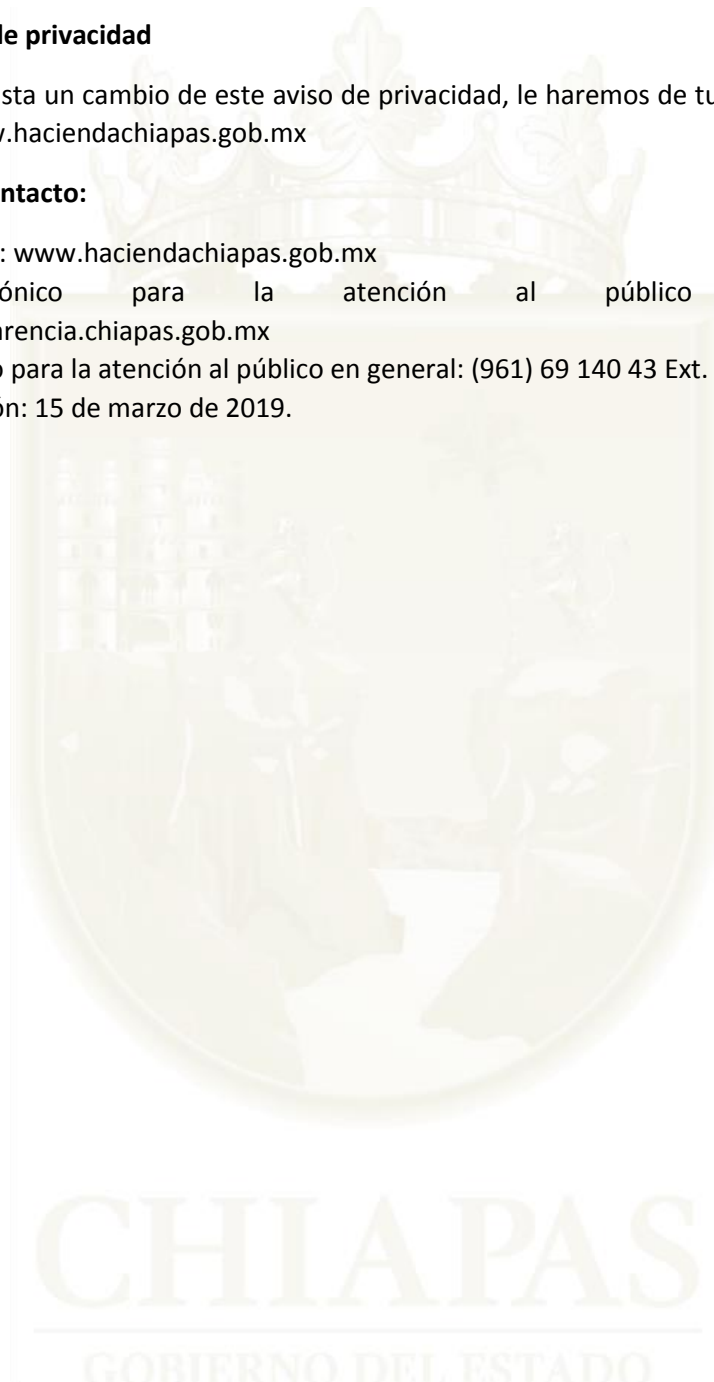 de privacidad
sta un cambio de este aviso de privacidad, le haremos de tu
.haciendachiapas.gob.mx
ntacto:
: www.haciendachiapas.gob.mx
ónico para la atención al público
arencia.chiapas.gob.mx
o para la atención al público en general: (961) 69 140 43 Ext.
ón: 15 de marzo de 2019.
CHIAPAS
GOBIERNO DEL ESTADO